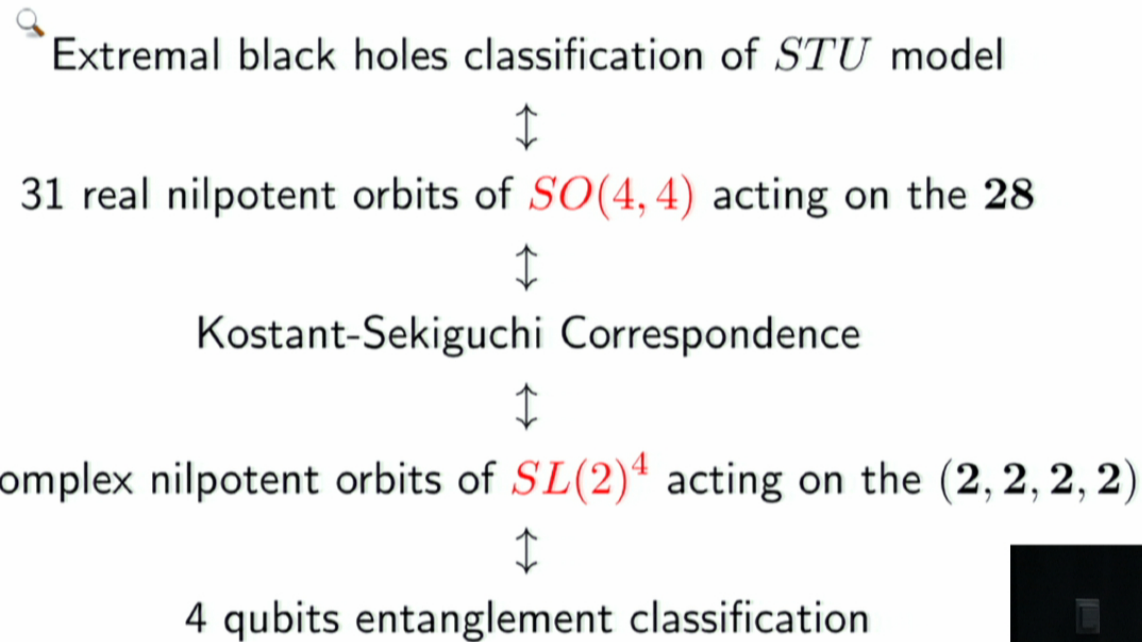 Extremal black holes classification of STU model
↕
31 real nilpotent orbits of SO(4, 4) acting on the 28
↕
Kostant-Sekiguchi Correspondence
↕
omplex nilpotent orbits of SL(2)⁴ acting on the (2, 2, 2, 2)
↕
4 qubits entanglement classification